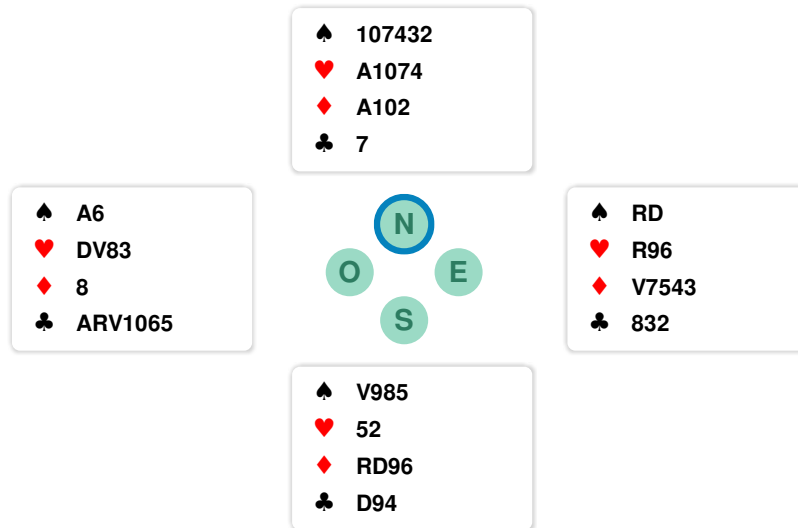 ♠ 107432
♥ A1074
♦ A102
♣ 7
♠ A6
♥ DV83
♦ 8
♣ ARV1065
N
O E
S
♠ RD
♥ R96
♦ V7543
♣ 832
♠ V985
♥ 52
♦ RD96
♣ D94